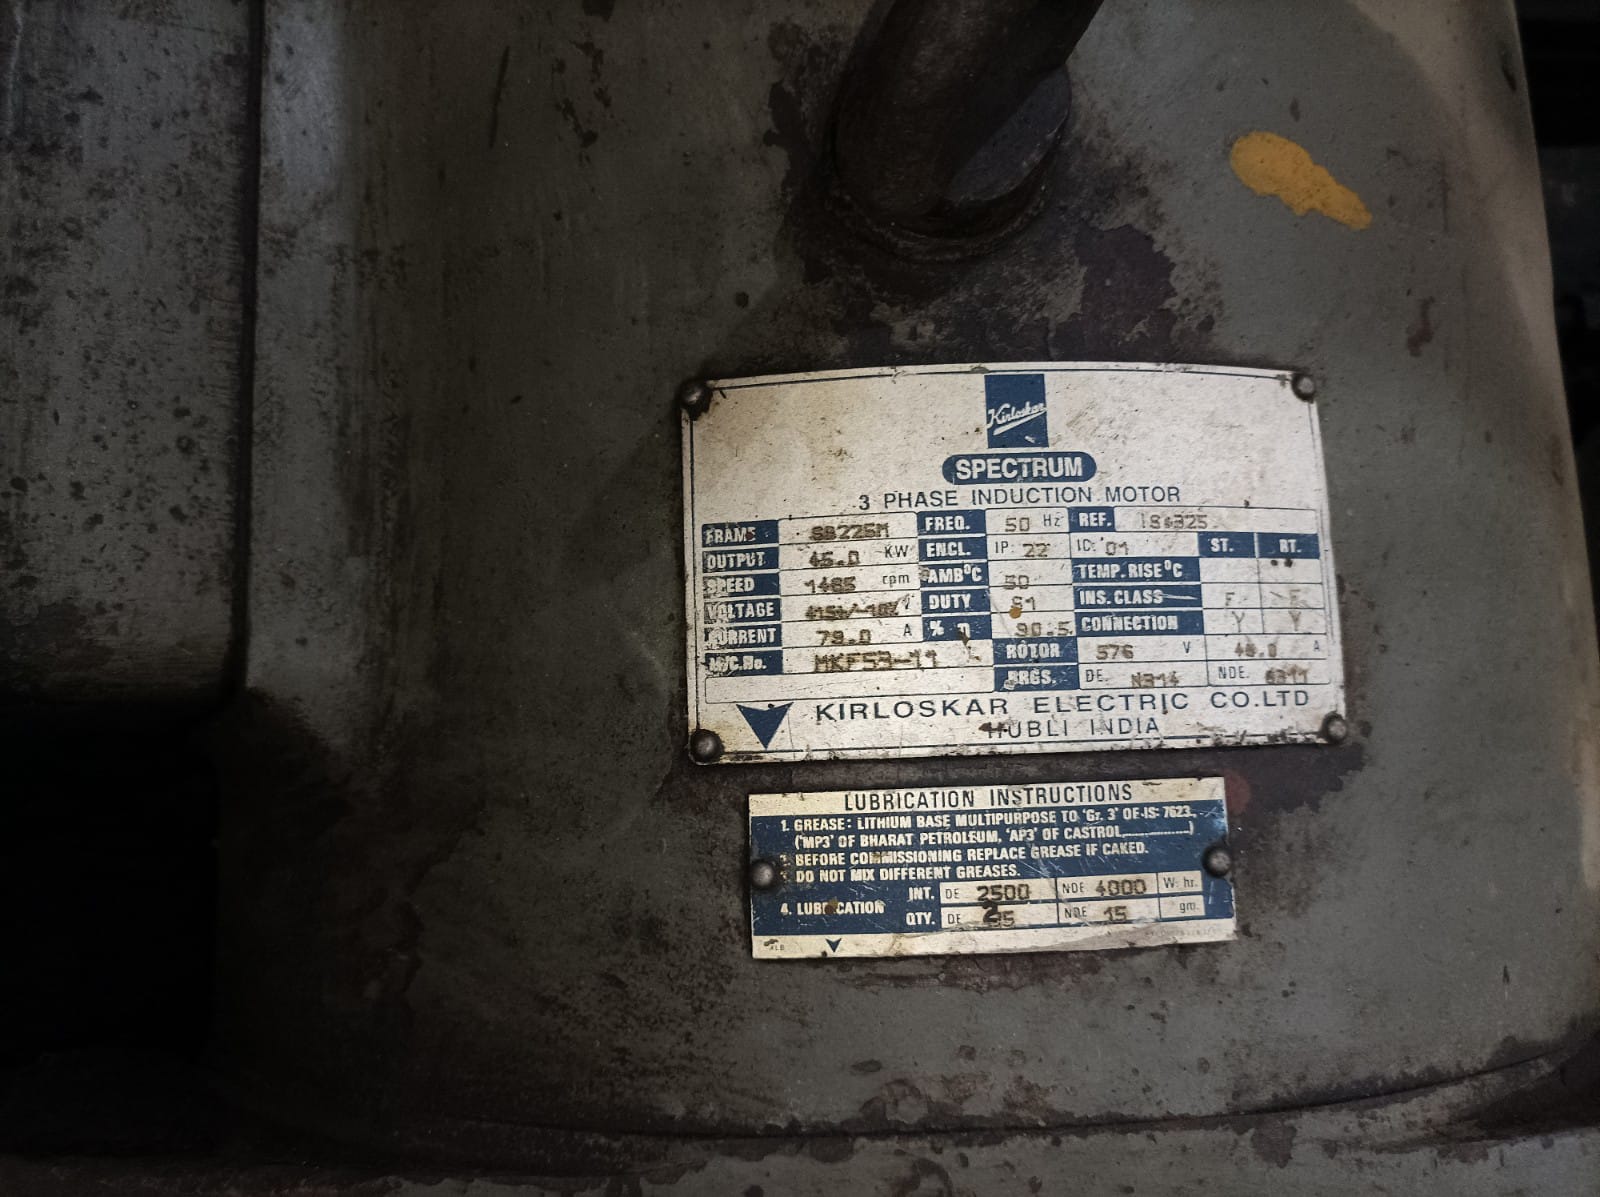 Kirloskar
SPECTRUM
3 PHASE INDUCTION MOTOR
FRAME SB225M FREQ. 50 Hz REF. IS:325
OUTPUT 45.0 KW ENCL. IP 22 IC 01 ST. RT.
SPEED 1465 rpm AMB°C 50 TEMP.RISE°C
VOLTAGE V DUTY S1 INS.CLASS F F
CURRENT 79.0 A % η 90.5 CONNECTION Y Y
M/C.No. MKF53-11 ROTOR 576 V A
BRGS. DE. NDE.
KIRLOSKAR ELECTRIC CO.LTD
HUBLI INDIA
LUBRICATION INSTRUCTIONS
1. GREASE: LITHIUM BASE MULTIPURPOSE TO 'Gr. 3' OF IS: 7623.,
('MP3' OF BHARAT PETROLEUM, 'AP3' OF CASTROL,..............)
2. BEFORE COMMISSIONING REPLACE GREASE IF CAKED.
3. DO NOT MIX DIFFERENT GREASES.
4. LUBRICATION INT. DE 2500 NDE 4000 W. hr.
QTY. DE NDE 15 gm.